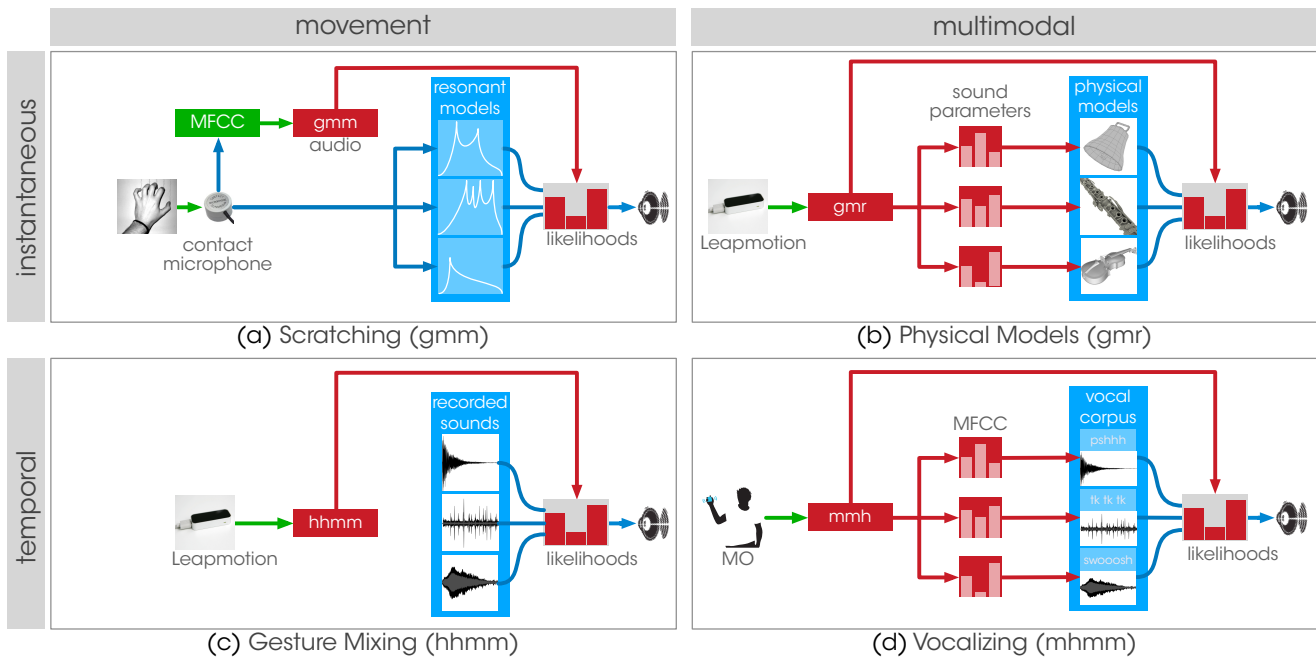 movement
multimodal
instantaneous
temporal
resonant
models
MFCC
gmm
audio
contact
microphone
likelihoods
(a) Scratching (gmm)
sound
parameters
physical
models
gmr
Leapmotion
likelihoods
(b) Physical Models (gmr)
recorded
sounds
hhmm
Leapmotion
likelihoods
(c) Gesture Mixing (hhmm)
MFCC
vocal
corpus
pshhh
tk tk tk
swooosh
mmh
MO
likelihoods
(d) Vocalizing (mhmm)